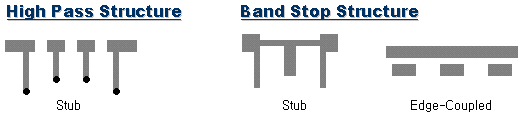 High Pass Structure
Band Stop Structure
Stub
Stub
Edge-Coupled